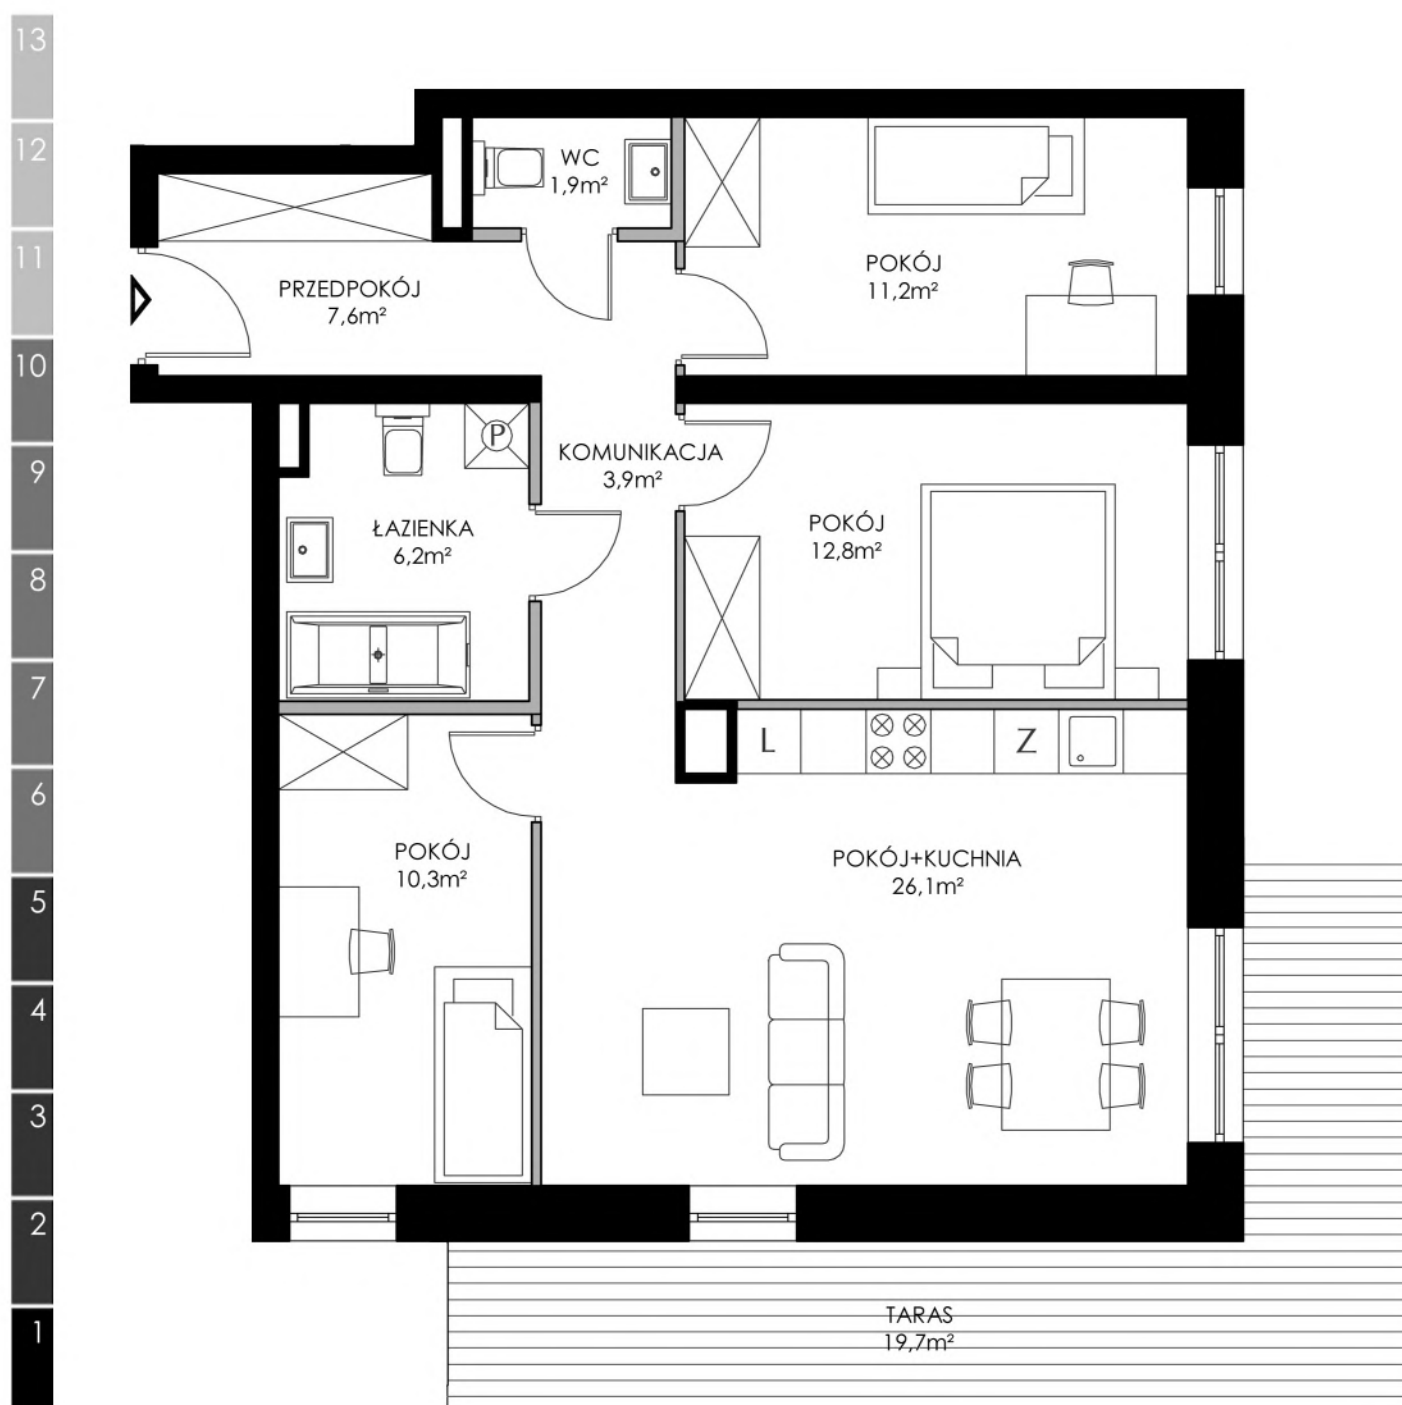 13
12
11
10
9
8
7
6
5
4
3
2
1
WC
1,9m²
POKÓJ
11,2m²
PRZEDPOKÓJ
7,6m²
P
KOMUNIKACJA
3,9m²
ŁAZIENKA
6,2m²
POKÓJ
12,8m²
L
Z
POKÓJ
10,3m²
POKÓJ+KUCHNIA
26,1m²
TARAS
19,7m²